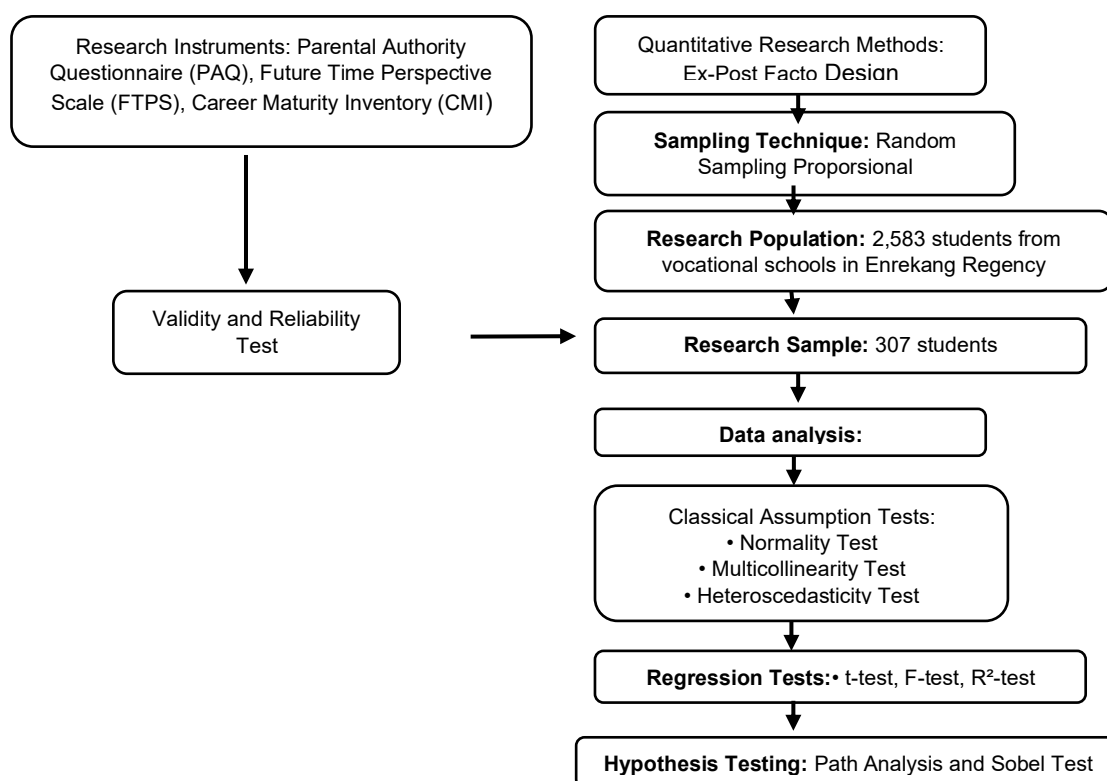 Research Instruments: Parental Authority
Questionnaire (PAQ), Future Time Perspective
Scale (FTPS), Career Maturity Inventory (CMI)
Validity and Reliability
Test
Quantitative Research Methods:
Ex-Post Facto Design
Sampling Technique: Random
Sampling Proporsional
Research Population: 2,583 students from
vocational schools in Enrekang Regency
Research Sample: 307 students
Data analysis:
Classical Assumption Tests:
• Normality Test
• Multicollinearity Test
• Heteroscedasticity Test
Regression Tests:• t-test, F-test, R²-test
Hypothesis Testing: Path Analysis and Sobel Test